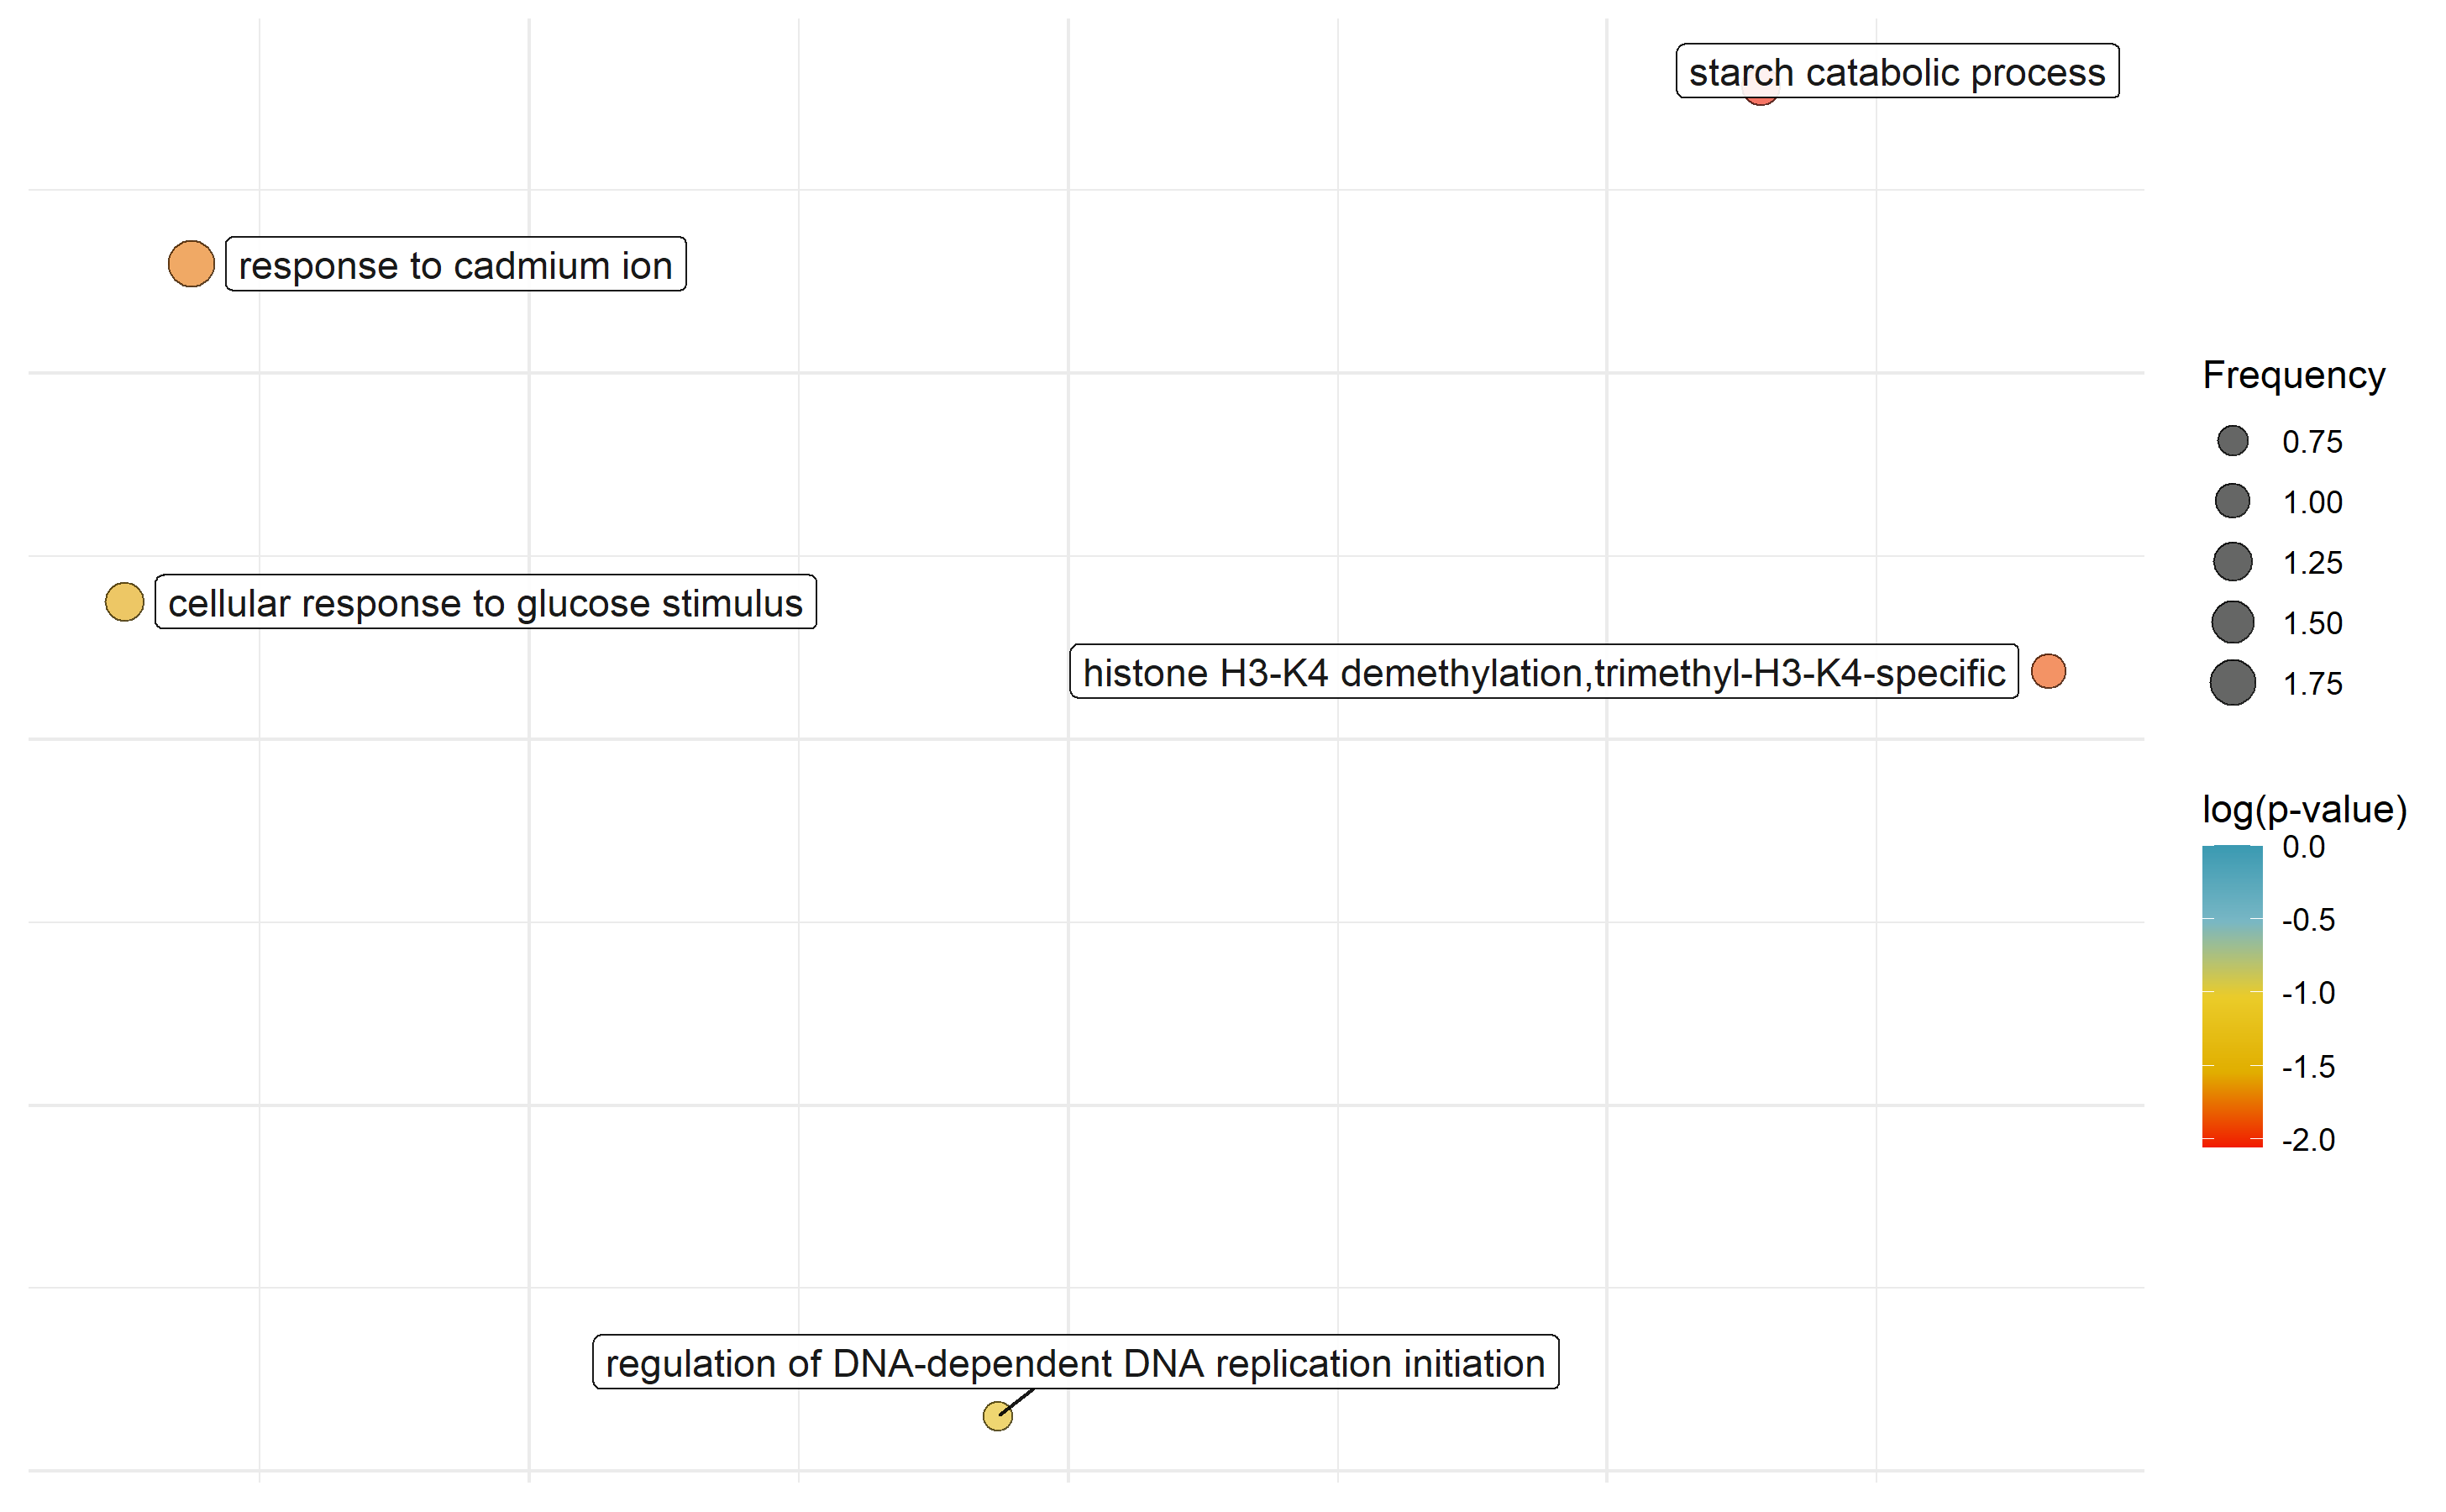 starch catabolic process
response to cadmium ion
cellular response to glucose stimulus
histone H3-K4 demethylation,trimethyl-H3-K4-specific
regulation of DNA-dependent DNA replication initiation
Frequency
0.75
1.00
1.25
1.50
1.75
log(p-value)
0.0
-0.5
-1.0
-1.5
-2.0